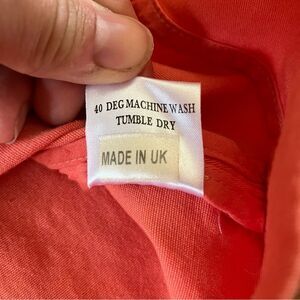 40 DEG MACHINE WASH
TUMBLE DRY
MADE IN UK